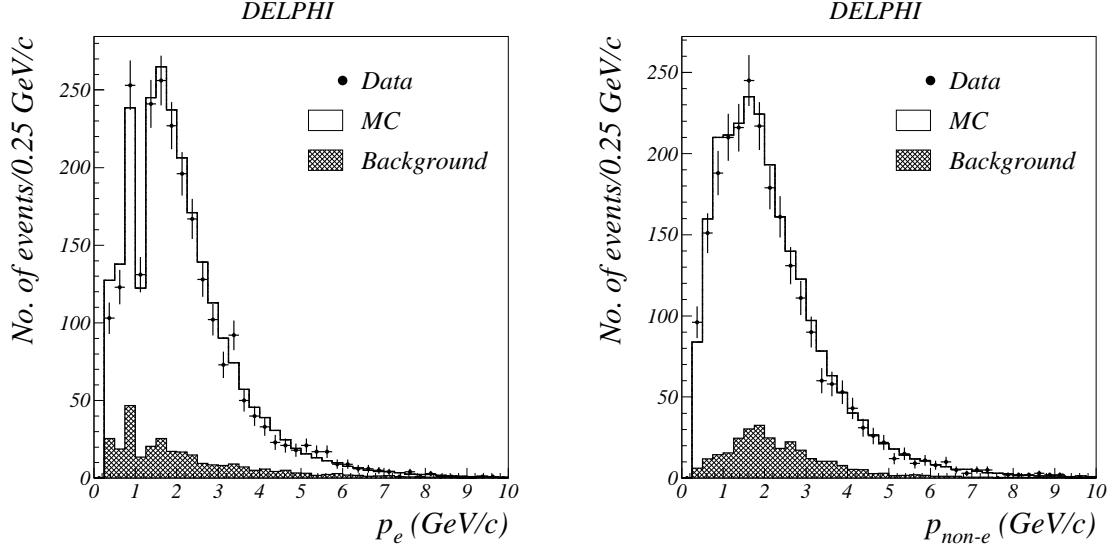 DELPHI
No. of events/0.25 GeV/c
250
200
150
100
50
0
Data
MC
Background
0 1 2 3 4 5 6 7 8 9 10
p_e (GeV/c)
DELPHI
No. of events/0.25 GeV/c
250
200
150
100
50
0
Data
MC
Background
0 1 2 3 4 5 6 7 8 9 10
p_non-e (GeV/c)